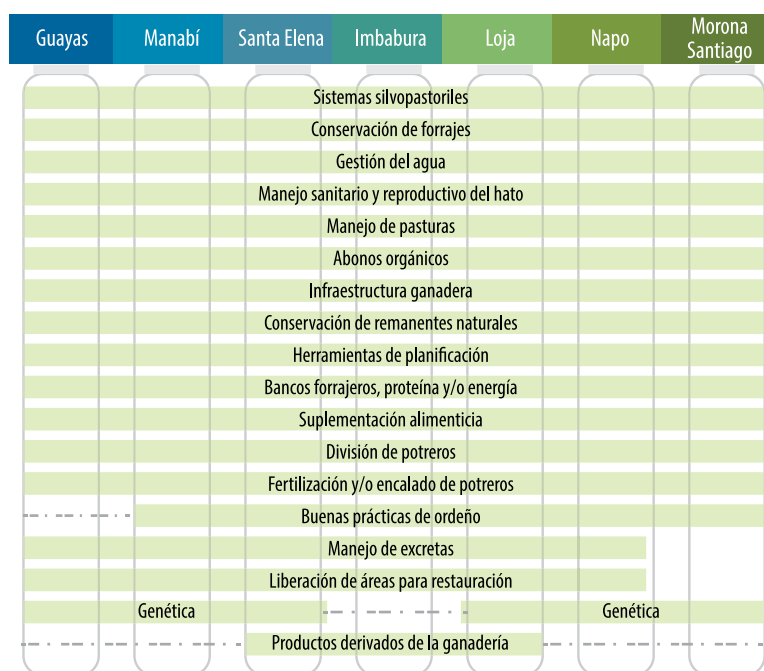 Guayas
Manabí
Santa Elena
Imbabura
Loja
Napo
Morona
Santiago
Sistemas silvopastoriles
Conservación de forrajes
Gestión del agua
Manejo sanitario y reproductivo del hato
Manejo de pasturas
Abonos orgánicos
Infraestructura ganadera
Conservación de remanentes naturales
Herramientas de planificación
Bancos forrajeros, proteína y/o energía
Suplementación alimenticia
División de potreros
Fertilización y/o encalado de potreros
Buenas prácticas de ordeño
Manejo de excretas
Liberación de áreas para restauración
Genética
Genética
Productos derivados de la ganadería